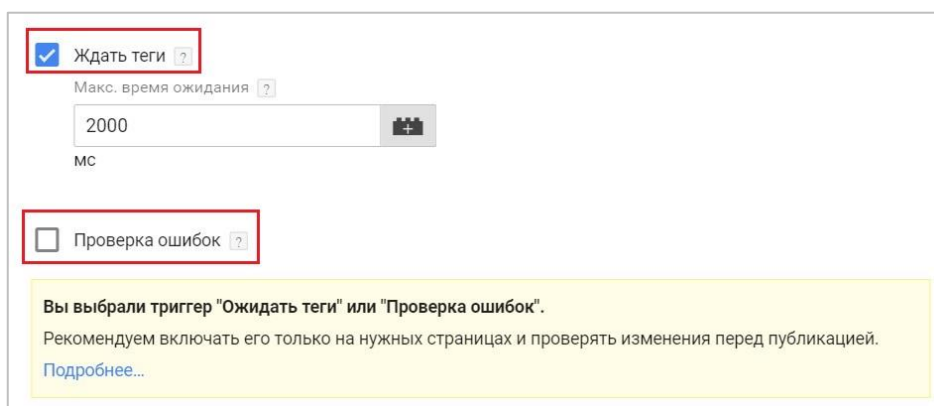 Ждать теги ?
Макс. время ожидания ?
2000
мс
Проверка ошибок ?
Вы выбрали триггер "Ожидать теги" или "Проверка ошибок".
Рекомендуем включать его только на нужных страницах и проверять изменения перед публикацией.
Подробнее...